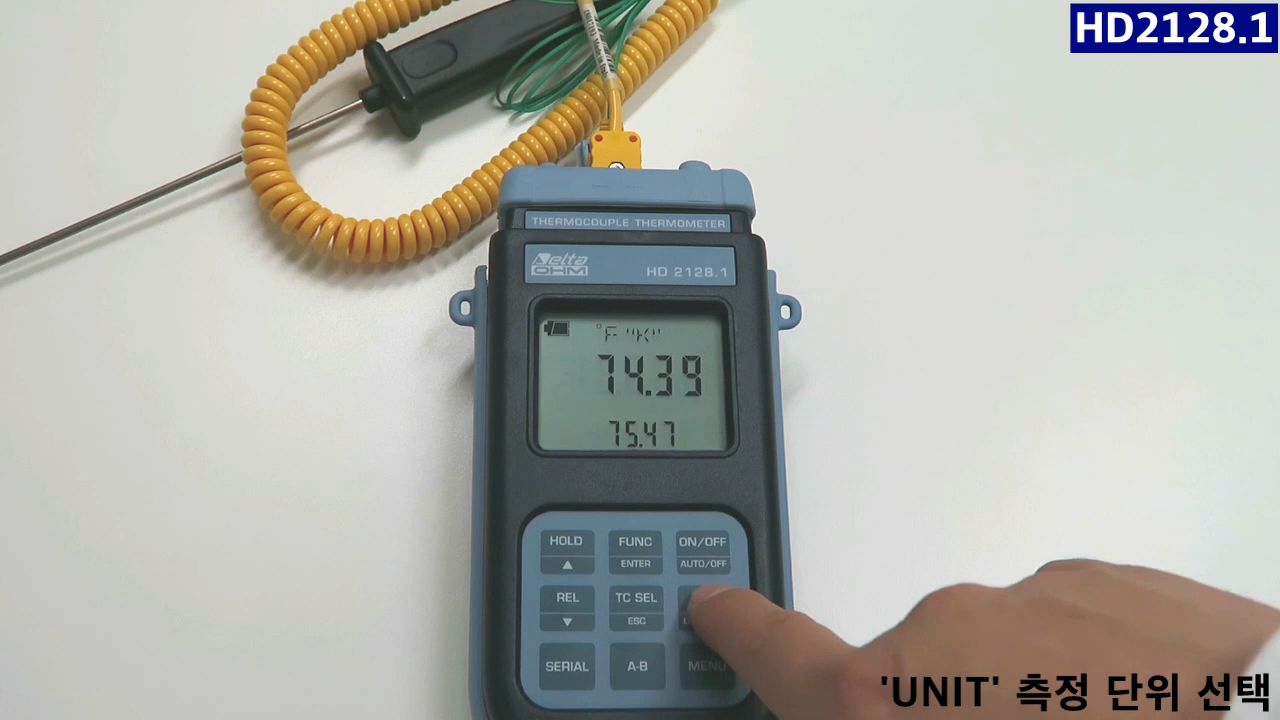 HD2128.1
THERMOCOUPLE THERMOMETER
Delta
OHM
HD 2128.1
°F "K"
74.39
75.47
HOLD FUNC ON/OFF
▲ ENTER AUTO/OFF
REL TC SEL
▼ ESC
SERIAL A-B MENU
'UNIT' 측정 단위 선택